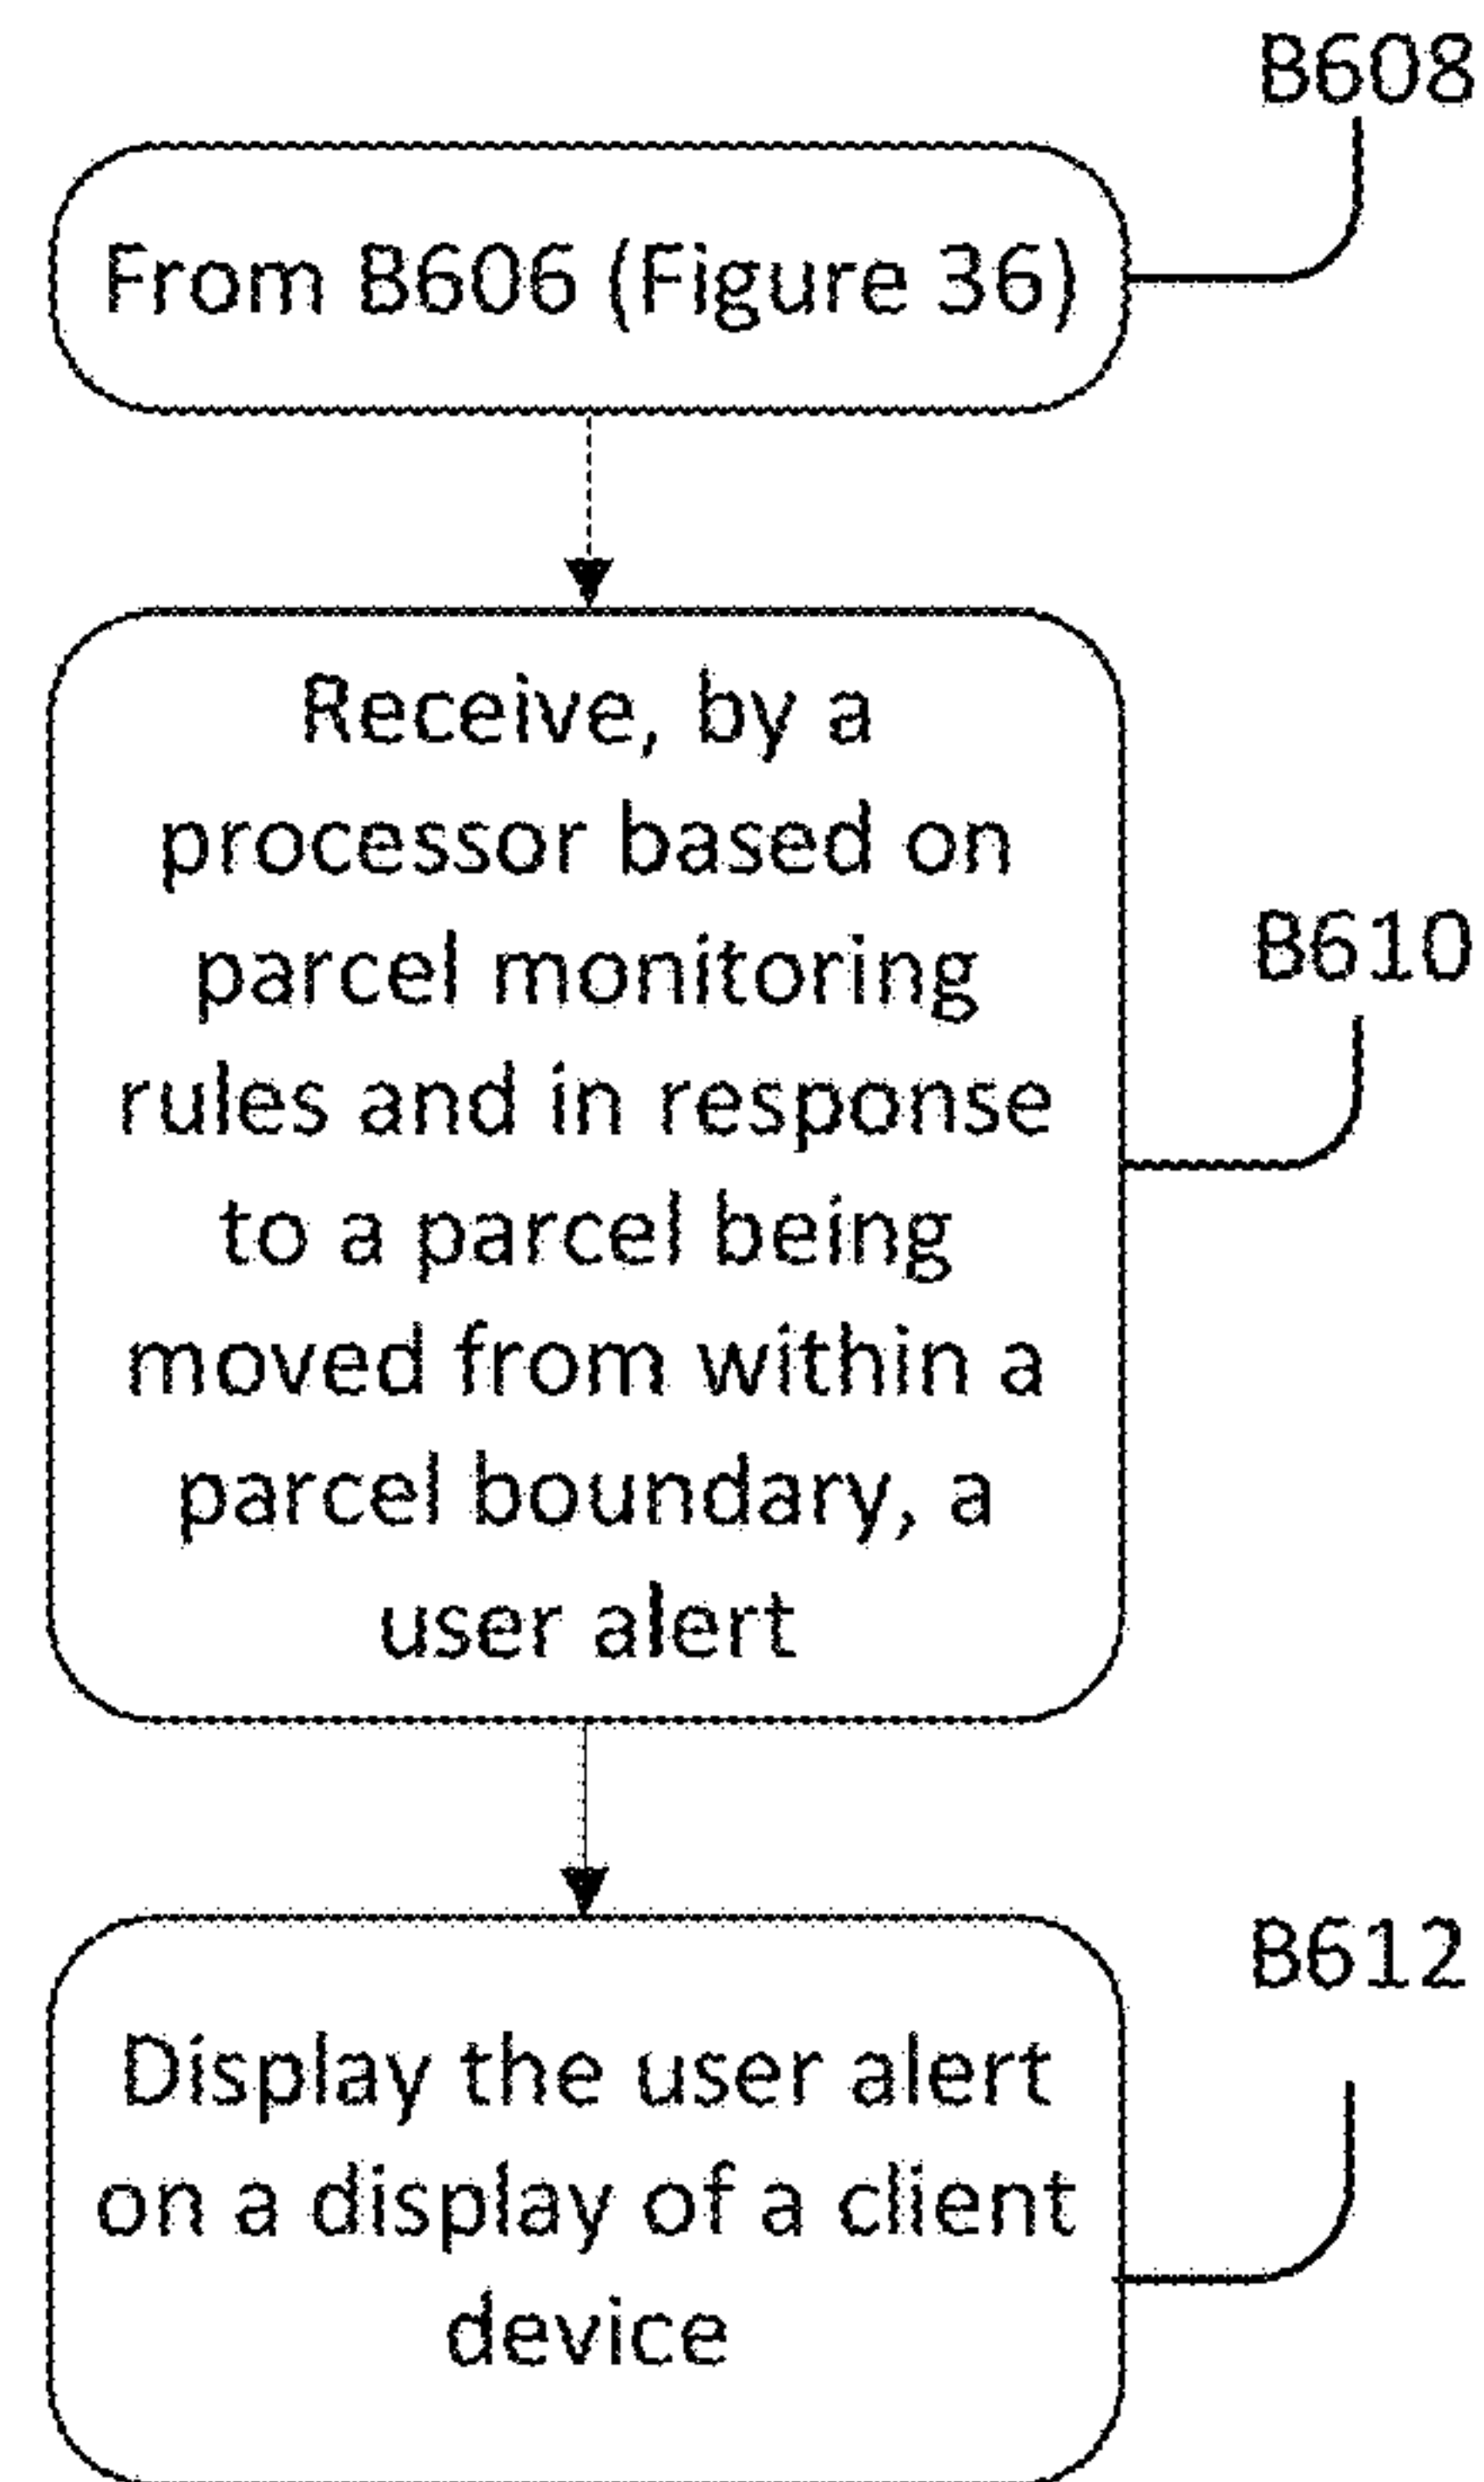 B608
From B606 (Figure 36)
Receive, by a
processor based on
parcel monitoring
rules and in response
to a parcel being
moved from within a
parcel boundary, a
user alert
B610
Display the user alert
on a display of a client
device
B612